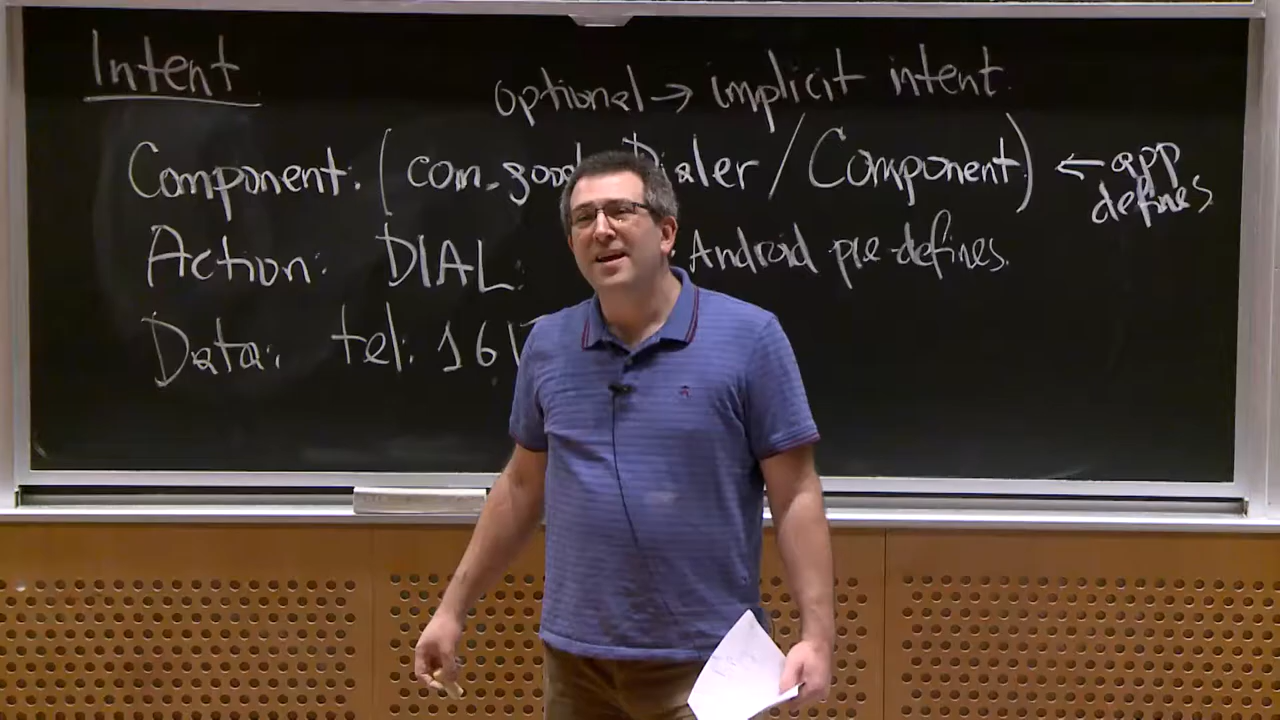 Intent
optional → implicit intent.
Component: (com.goo Dialer / Component) ← app
defines
Action: DIAL: Android pre-defines.
Data: tel: 161